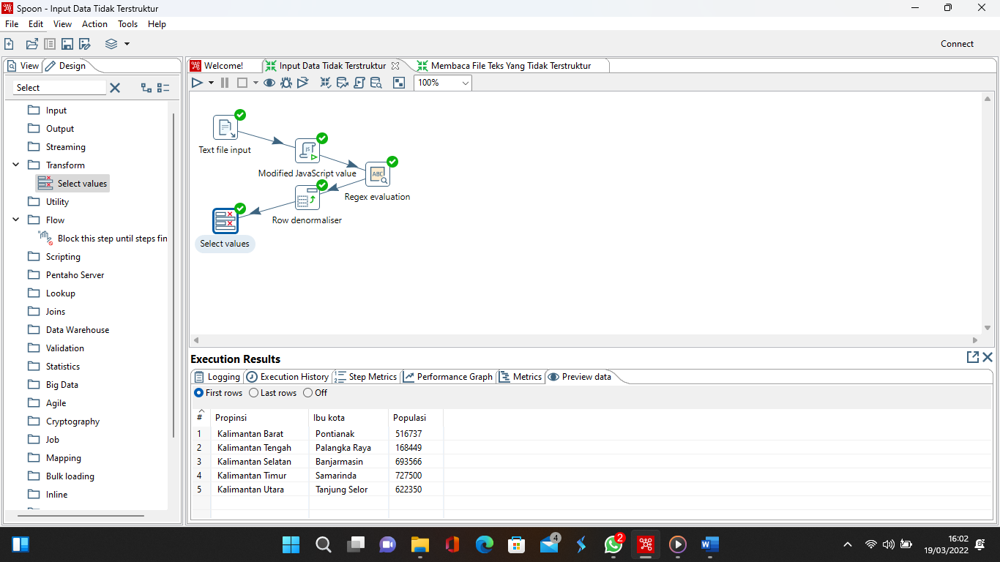 Spoon - Input Data Tidak Terstruktur
File Edit View Action Tools Help
Connect
View Design
Welcome! Input Data Tidak Terstruktur Membaca File Teks Yang Tidak Terstruktur
Select
100%
Input
Output
Streaming
Transform
Select values
Utility
Flow
Block this step until steps fin
Scripting
Pentaho Server
Lookup
Joins
Data Warehouse
Validation
Statistics
Big Data
Agile
Cryptography
Job
Mapping
Bulk loading
Inline
Text file input
JS
Modified JavaScript value
ABC
Regex evaluation
Row denormaliser
Select values
Execution Results
Logging Execution History Step Metrics Performance Graph Metrics Preview data
First rows Last rows Off
# Propinsi Ibu kota Populasi
1 Kalimantan Barat Pontianak 516737
2 Kalimantan Tengah Palangka Raya 168449
3 Kalimantan Selatan Banjarmasin 693566
4 Kalimantan Timur Samarinda 727500
5 Kalimantan Utara Tanjung Selor 622350
4
2
W
16:02
19/03/2022